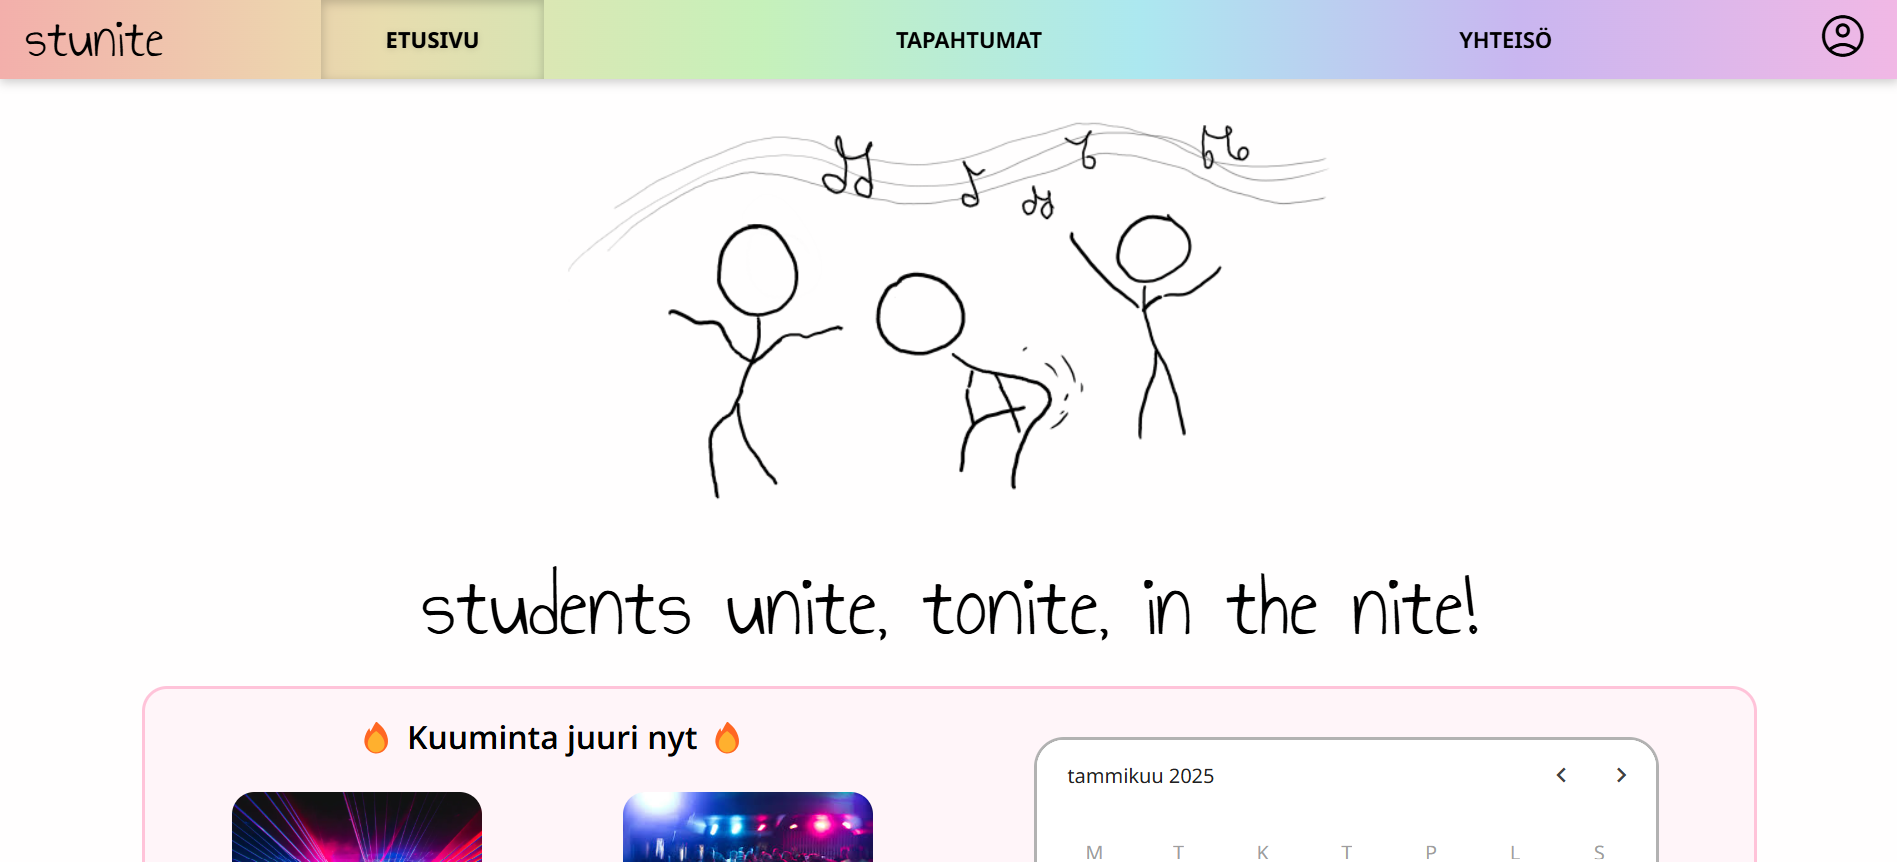 stunite ETUSIVU TAPAHTUMAT YHTEISÖ
students unite, tonite, in the nite!
🔥 Kuuminta juuri nyt 🔥
tammikuu 2025
M T K T P L S